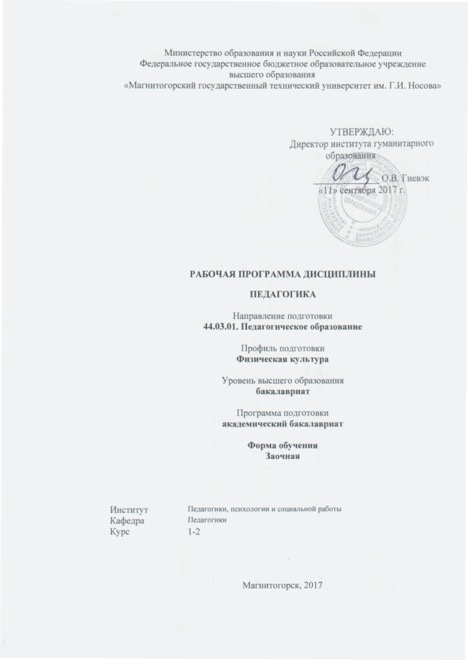 Министерство образования и науки Российской Федерации
Федеральное государственное бюджетное образовательное учреждение
высшего образования
«Магнитогорский государственный технический университет им. Г.И. Носова»
УТВЕРЖДАЮ:
Директор института гуманитарного
образования
О.В. Гневэк
«11» сентября 2017 г.
РАБОЧАЯ ПРОГРАММА ДИСЦИПЛИНЫ
ПЕДАГОГИКА
Направление подготовки
44.03.01. Педагогическое образование
Профиль подготовки
Физическая культура
Уровень высшего образования
бакалавриат
Программа подготовки
академический бакалавриат
Форма обучения
Заочная
Институт Педагогики, психологии и социальной работы
Кафедра Педагогики
Курс 1-2
Магнитогорск, 2017